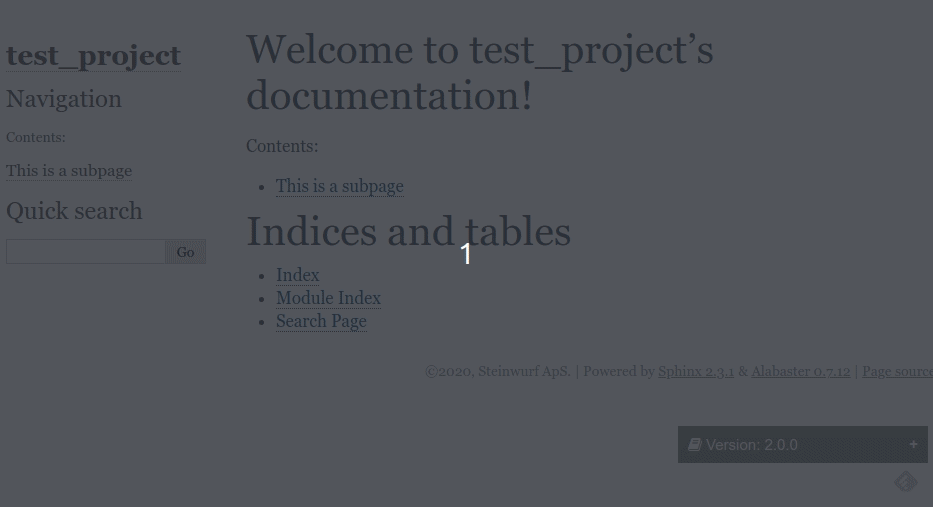 test_project
Navigation
Contents:
This is a subpage
Quick search
Go
Welcome to test_project’s
documentation!
Contents:
• This is a subpage
Indices and tables
1
• Index
• Module Index
• Search Page
©2020, Steinwurf ApS. | Powered by Sphinx 2.3.1 & Alabaster 0.7.12 | Page source
Version: 2.0.0 +